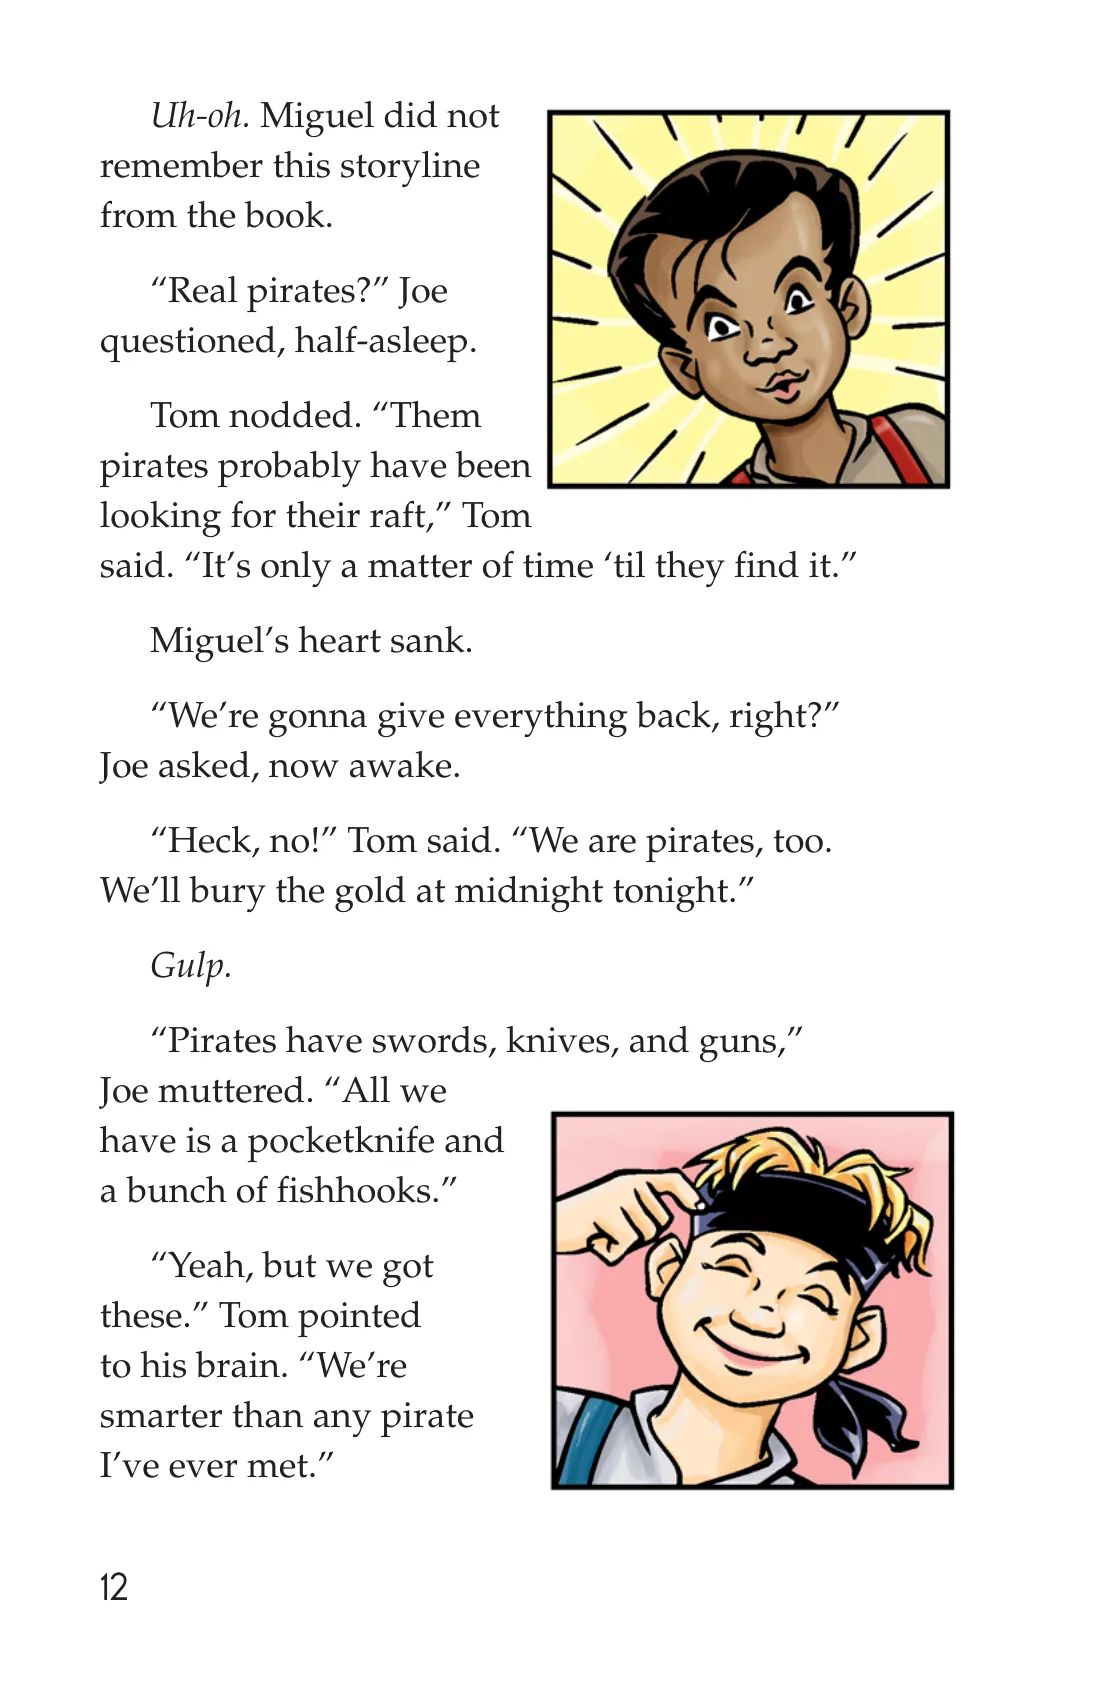 Uh-oh. Miguel did not
remember this storyline
from the book.
“Real pirates?” Joe
questioned, half-asleep.
Tom nodded. “Them
pirates probably have been
looking for their raft,” Tom
said. “It’s only a matter of time ‘til they find it.”
Miguel’s heart sank.
“We’re gonna give everything back, right?”
Joe asked, now awake.
“Heck, no!” Tom said. “We are pirates, too.
We’ll bury the gold at midnight tonight.”
Gulp.
“Pirates have swords, knives, and guns,”
Joe muttered. “All we
have is a pocketknife and
a bunch of fishhooks.”
“Yeah, but we got
these.” Tom pointed
to his brain. “We’re
smarter than any pirate
I’ve ever met.”
12